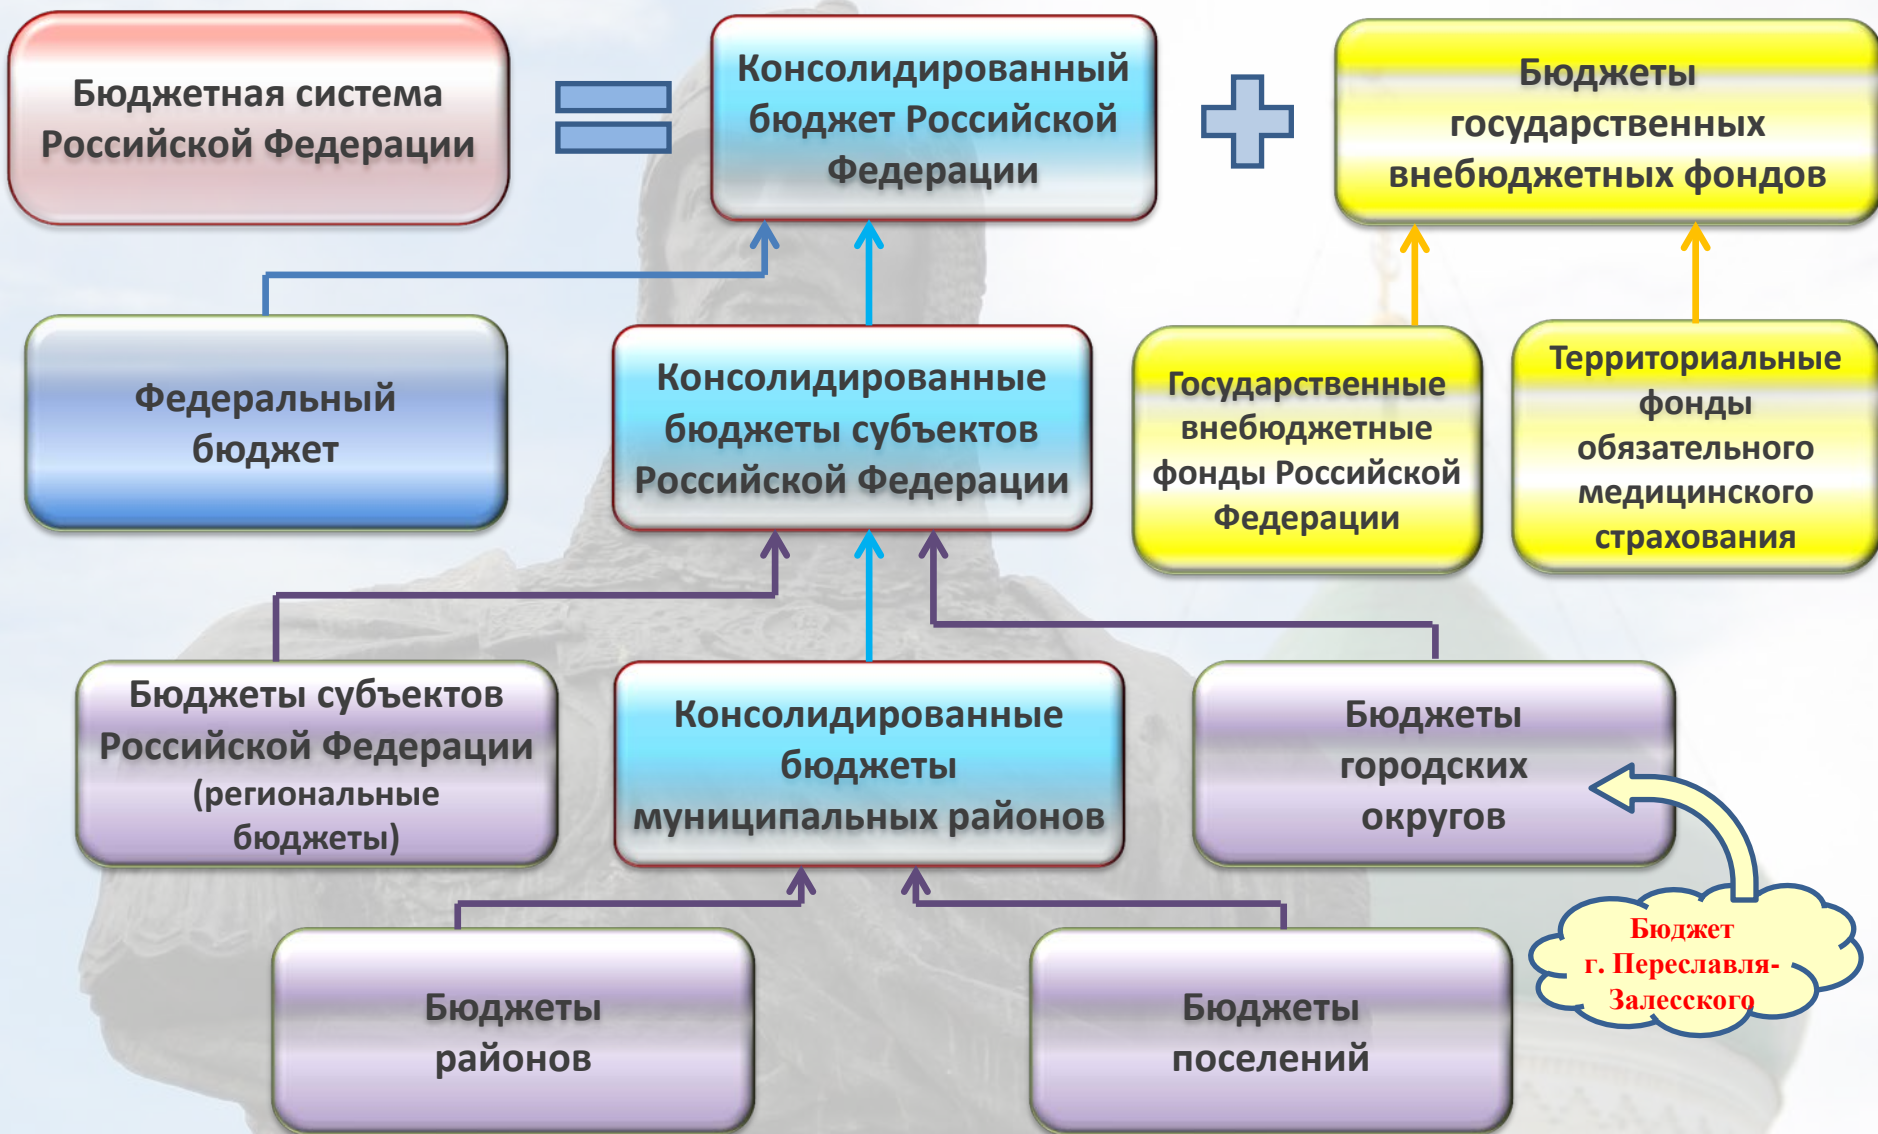 Бюджетная система
Российской Федерации
Консолидированный
бюджет Российской
Федерации
Бюджеты
государственных
внебюджетных фондов
Федеральный
бюджет
Консолидированные
бюджеты субъектов
Российской Федерации
Государственные
внебюджетные
фонды Российской
Федерации
Территориальные
фонды
обязательного
медицинского
страхования
Бюджеты субъектов
Российской Федерации
(региональные
бюджеты)
Консолидированные
бюджеты
муниципальных районов
Бюджеты
городских
округов
Бюджет
г. Переславля-
Залесского
Бюджеты
районов
Бюджеты
поселений